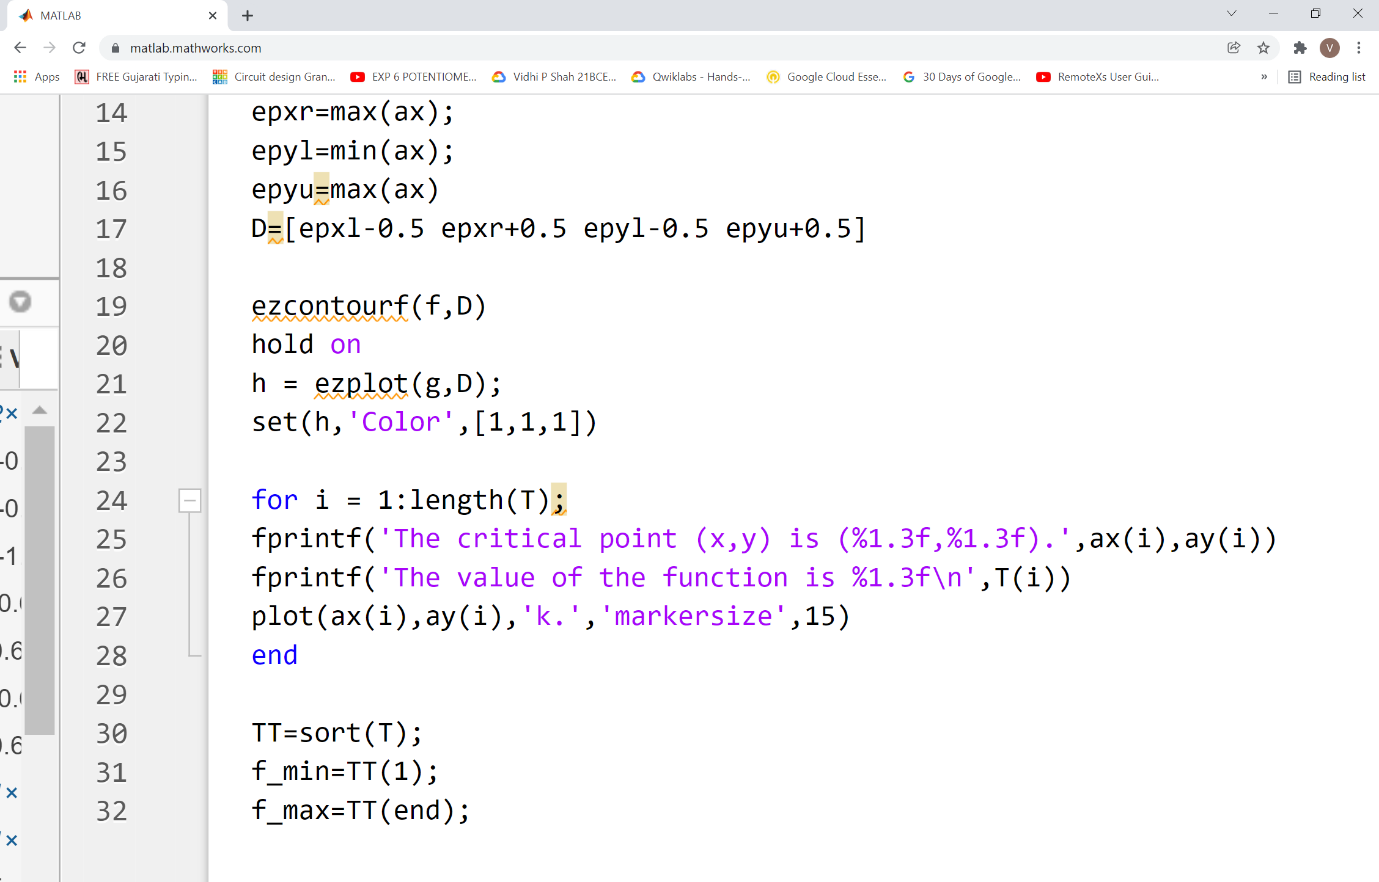 MATLAB
matlab.mathworks.com
V
Apps FREE Gujarati Typin... Circuit design Gran... EXP 6 POTENTIOME... Vidhi P Shah 21BCE... Qwiklabs - Hands-... Google Cloud Esse... 30 Days of Google... RemoteXs User Gui... » Reading list
14 epxr=max(ax);
15 epyl=min(ax);
16 epyu=max(ax)
17 D=[epxl-0.5 epxr+0.5 epyl-0.5 epyu+0.5]
18
19 ezcontourf(f,D)
20 hold on
21 h = ezplot(g,D);
22 set(h,'Color',[1,1,1])
23
24 for i = 1:length(T);
25 fprintf('The critical point (x,y) is (%1.3f,%1.3f).',ax(i),ay(i))
26 fprintf('The value of the function is %1.3f\n',T(i))
27 plot(ax(i),ay(i),'k.','markersize',15)
28 end
29
30 TT=sort(T);
31 f_min=TT(1);
32 f_max=TT(end);